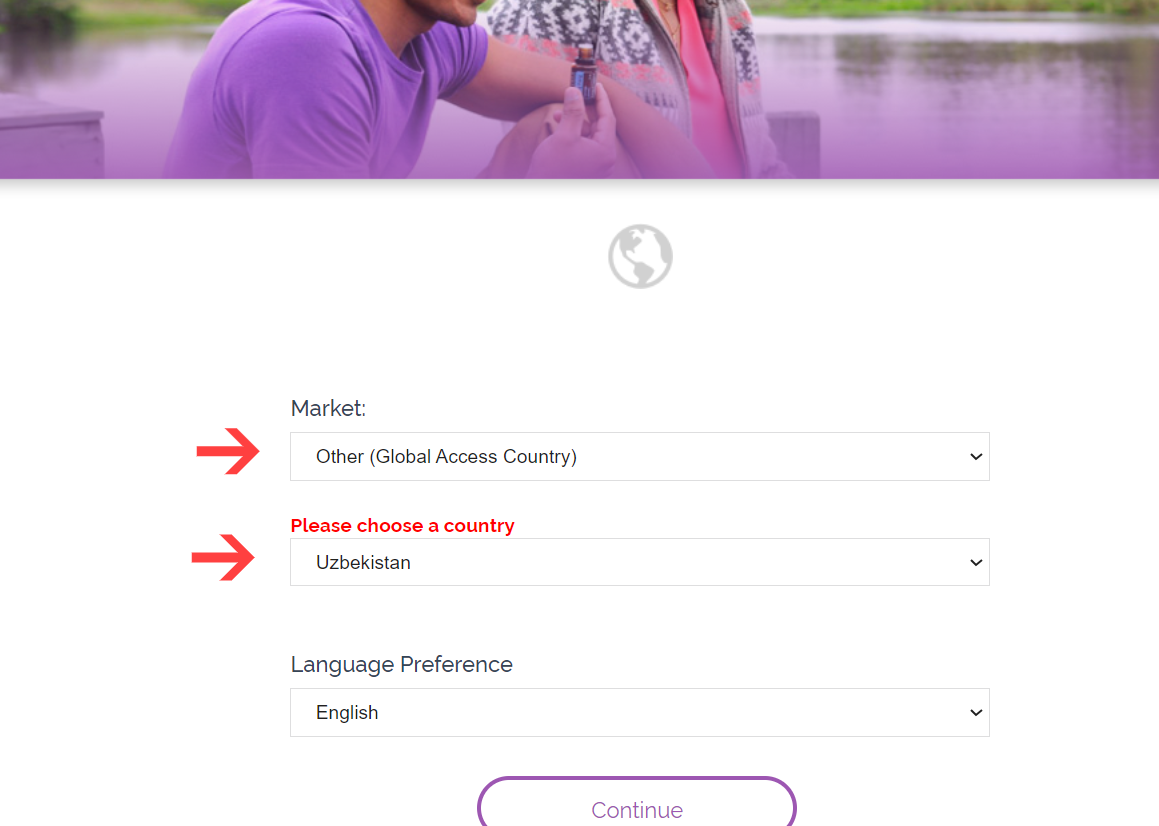 Market:
Other (Global Access Country)
Please choose a country
Uzbekistan
Language Preference
English
Continue